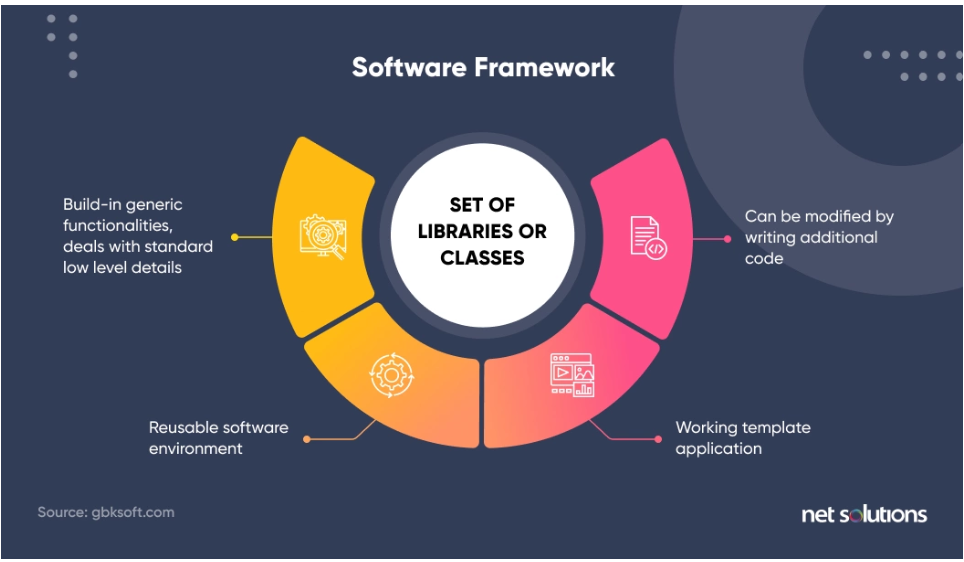 Software Framework
SET OF
LIBRARIES OR
CLASSES
Build-in generic
functionalities,
deals with standard
low level details
Can be modified by
writing additional
code
</>
Reusable software
environment
Working template
application
Source: gbksoft.com
net solutions